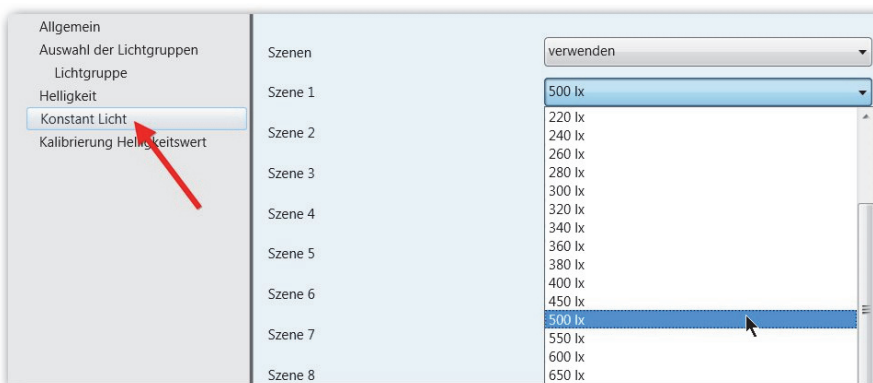 Allgemein
Auswahl der Lichtgruppen
Lichtgruppe
Helligkeit
Konstant Licht
Kalibrierung Helligkeitswert
Szenen
verwenden
Szene 1
500 lx
Szene 2
Szene 3
Szene 4
Szene 5
Szene 6
Szene 7
Szene 8
220 lx
240 lx
260 lx
280 lx
300 lx
320 lx
340 lx
360 lx
380 lx
400 lx
450 lx
500 lx
550 lx
600 lx
650 lx